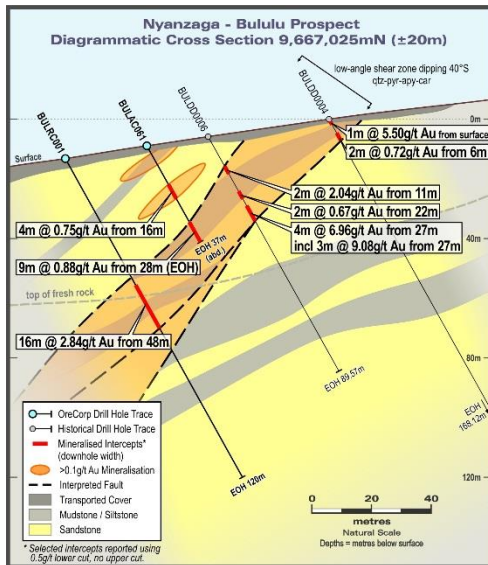 Nyanzaga - Bululu Prospect
Diagrammatic Cross Section 9,667,025mN (±20m)
low-angle shear zone dipping 40°S
qtz-pyr-apy-car
BULRC001
BULAC061
BULDD0006
BULDD0004
0m
Surface
1m @ 5.50g/t Au from surface
2m @ 0.72g/t Au from 6m
2m @ 2.04g/t Au from 11m
2m @ 0.67g/t Au from 22m
4m @ 6.96g/t Au from 27m
incl 3m @ 9.08g/t Au from 27m
4m @ 0.75g/t Au from 16m
40m
EOH 37m
(abd.)
9m @ 0.88g/t Au from 28m (EOH)
top of fresh rock
16m @ 2.84g/t Au from 48m
80m
EOH 89.57m
EOH
168.12m
EOH 120m
120m
OreCorp Drill Hole Trace
Historical Drill Hole Trace
Mineralised Intercepts*
(downhole width)
>0.1g/t Au Mineralisation
Interpreted Fault
Transported Cover
Mudstone / Siltstone
Sandstone
* Selected intercepts reported using
0.5g/t lower cut, no upper cut.
0 20 40
metres
Natural Scale
Depths = metres below surface